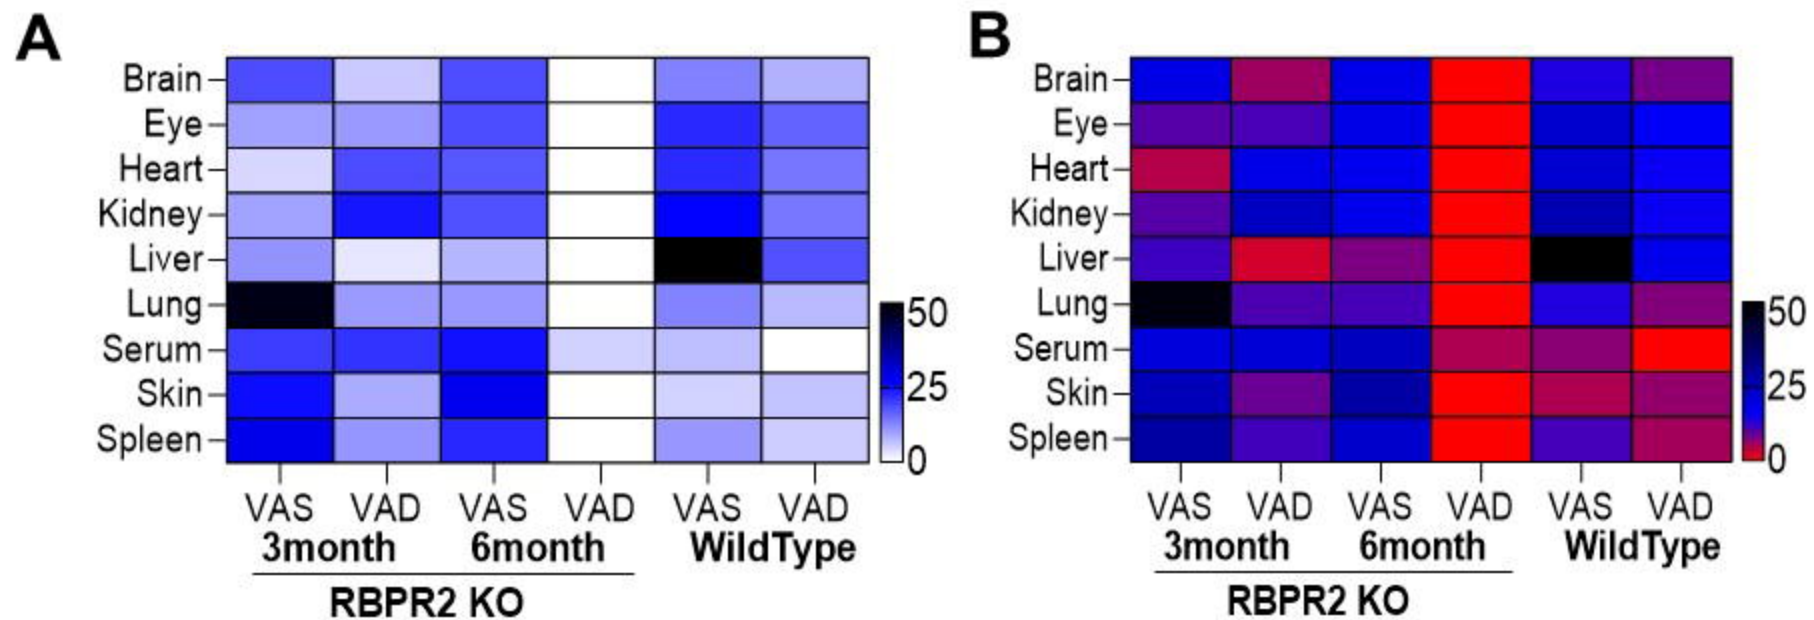 A
Brain
Eye
Heart
Kidney
Liver
Lung
Serum
Skin
Spleen
50
25
0
VAS VAD VAS VAD VAS VAD
3month 6month WildType
RBPR2 KO
B
Brain
Eye
Heart
Kidney
Liver
Lung
Serum
Skin
Spleen
50
25
0
VAS VAD VAS VAD VAS VAD
3month 6month WildType
RBPR2 KO